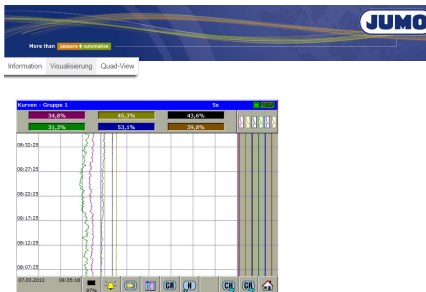 JUMO
More than sensors + automation
Information Visualisierung Quad-View
Kurven - Gruppe 1 5s
34,8% 45,3% 43,6%
31,3% 53,1% 39,8%
08:32:25
08:27:25
08:22:25
08:17:25
08:12:25
08:07:25
07.03.2012 08:35:18
97%
GR H CH GR